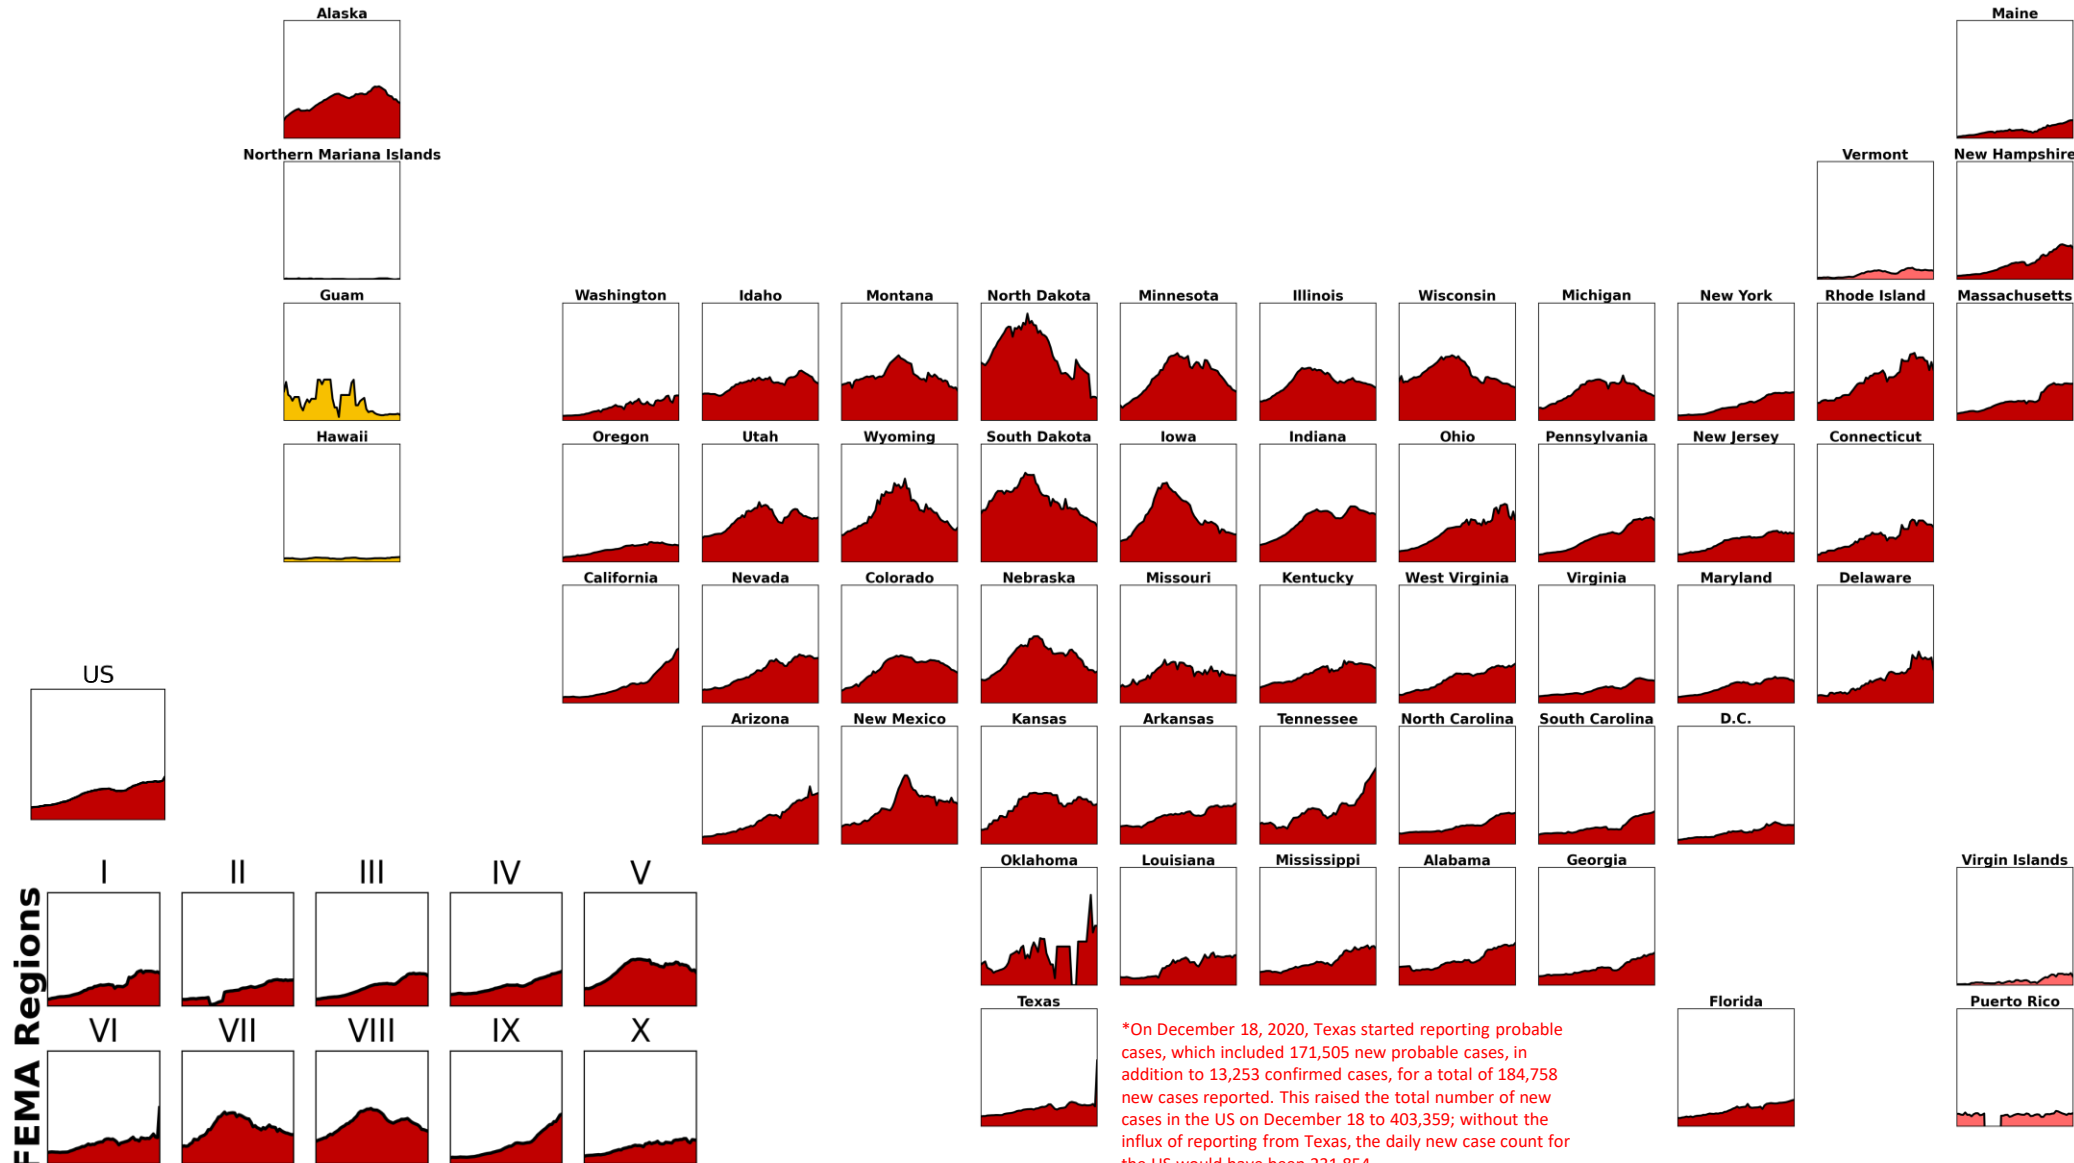 Alaska
Maine
Northern Mariana Islands
Vermont
New Hampshire
Guam
Washington
Idaho
Montana
North Dakota
Minnesota
Illinois
Wisconsin
Michigan
New York
Rhode Island
Massachusetts
Hawaii
Oregon
Utah
Wyoming
South Dakota
Iowa
Indiana
Ohio
Pennsylvania
New Jersey
Connecticut
California
Nevada
Colorado
Nebraska
Missouri
Kentucky
West Virginia
Virginia
Maryland
Delaware
US
Arizona
New Mexico
Kansas
Arkansas
Tennessee
North Carolina
South Carolina
D.C.
Oklahoma
Louisiana
Mississippi
Alabama
Georgia
Virgin Islands
FEMA Regions
I
II
III
IV
V
VI
VII
VIII
IX
X
Texas
Florida
Puerto Rico
*On December 18, 2020, Texas started reporting probable
cases, which included 171,505 new probable cases, in
addition to 13,253 confirmed cases, for a total of 184,758
new cases reported. This raised the total number of new
cases in the US on December 18 to 403,359; without the
influx of reporting from Texas, the daily new case count for
the US would have been 231,854